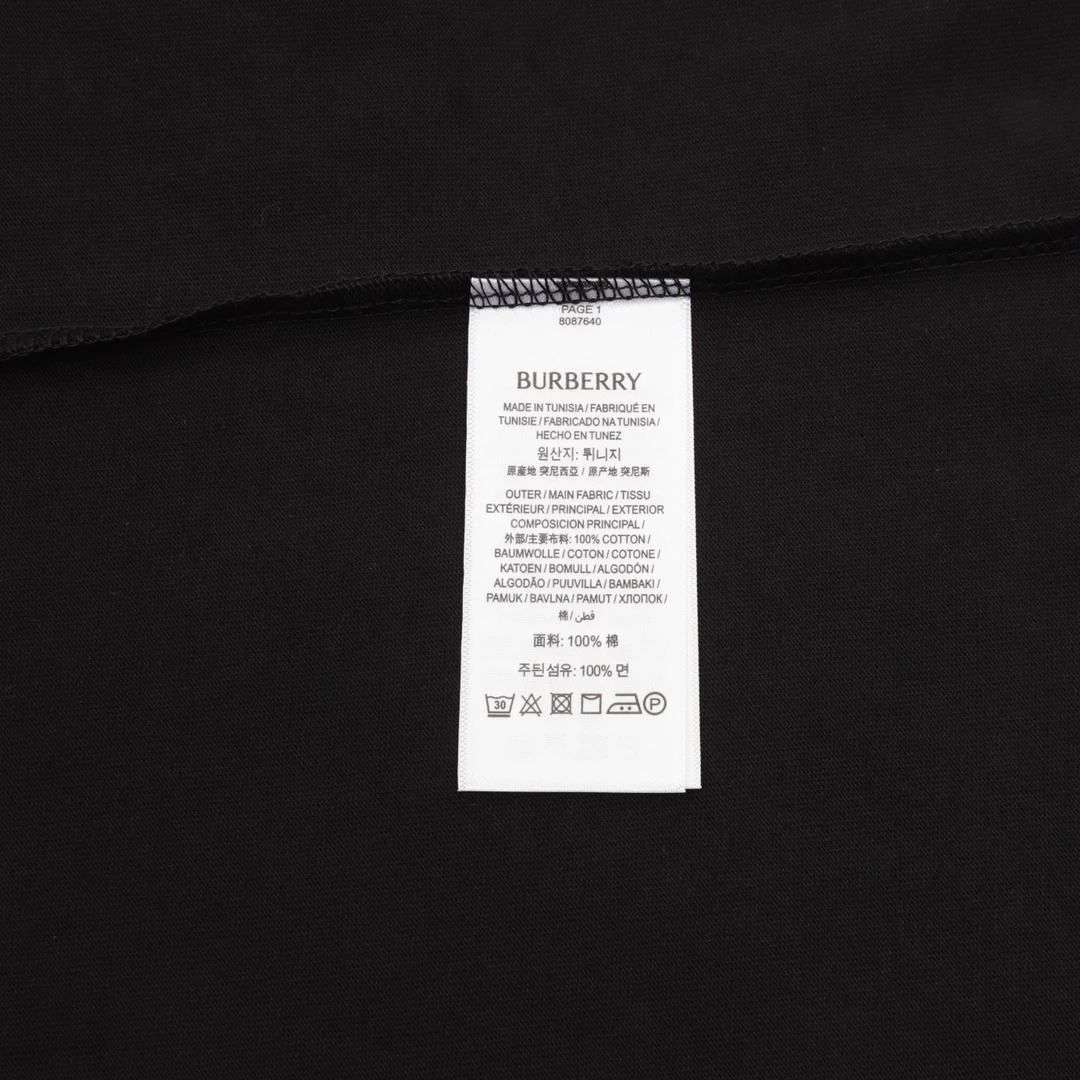 PAGE 1
8087640
BURBERRY
MADE IN TUNISIA / FABRIQUÉ EN
TUNISIE / FABRICADO NA TUNISIA /
HECHO EN TUNEZ
원산지: 튀니지
原産地 突尼西亞 / 原产地 突尼斯
OUTER / MAIN FABRIC / TISSU
EXTÉRIEUR / PRINCIPAL / EXTERIOR
COMPOSICION PRINCIPAL /
外部/主要布料: 100% COTTON /
BAUMWOLLE / COTON / COTONE /
KATOEN / BOMULL / ALGODÓN /
ALGODÃO / PUUVILLA / BAMBAKI /
PAMUK / BAVLNA / PAMUT / ХЛОПОК /
棉 / قطن
面料: 100% 棉
주된섬유: 100% 면
30 P